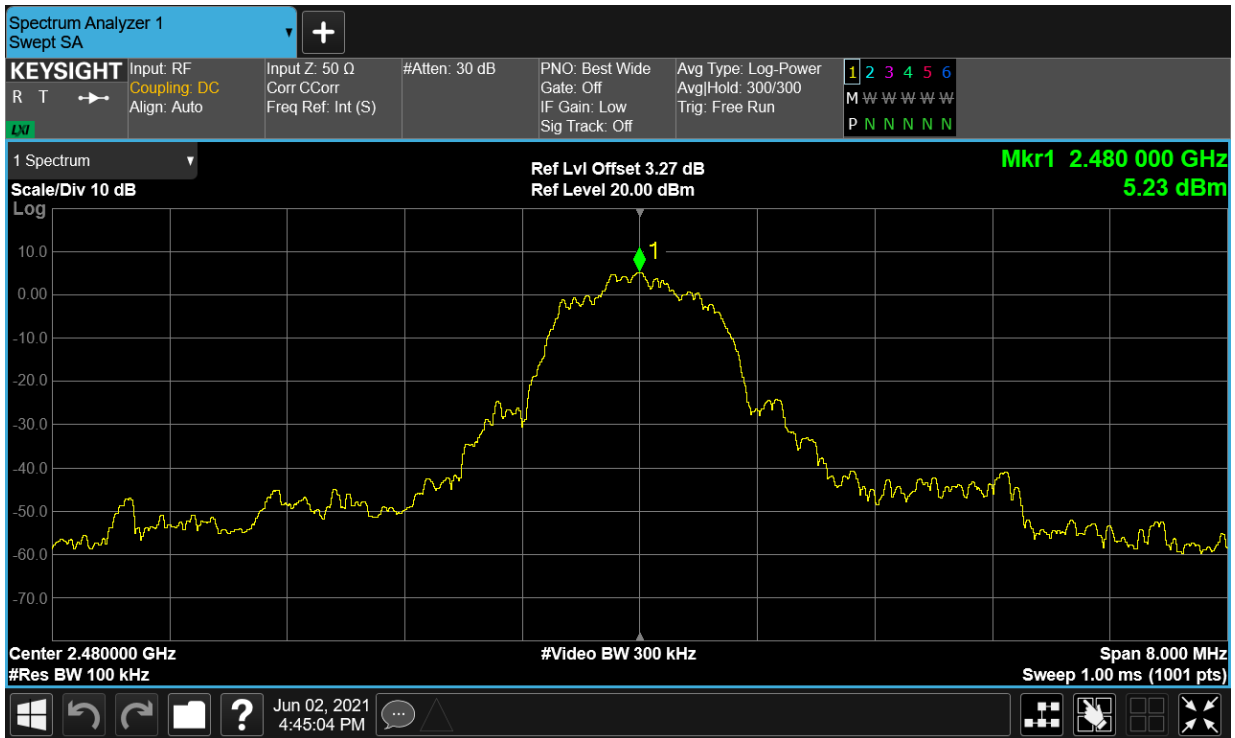 Spectrum Analyzer 1
Swept SA
▼
+
KEYSIGHT
R T
LXI
Input: RF
Coupling: DC
Align: Auto
Input Z: 50 Ω
Corr CCorr
Freq Ref: Int (S)
#Atten: 30 dB
PNO: Best Wide
Gate: Off
IF Gain: Low
Sig Track: Off
Avg Type: Log-Power
Avg|Hold: 300/300
Trig: Free Run
1 2 3 4 5 6
M W W W W W
P N N N N N
1 Spectrum ▼
Scale/Div 10 dB
Log
Ref Lvl Offset 3.27 dB
Ref Level 20.00 dBm
Mkr1 2.480 000 GHz
5.23 dBm
1
10.0
0.00
-10.0
-20.0
-30.0
-40.0
-50.0
-60.0
-70.0
Center 2.480000 GHz
#Res BW 100 kHz
#Video BW 300 kHz
Span 8.000 MHz
Sweep 1.00 ms (1001 pts)
?
Jun 02, 2021
4:45:04 PM